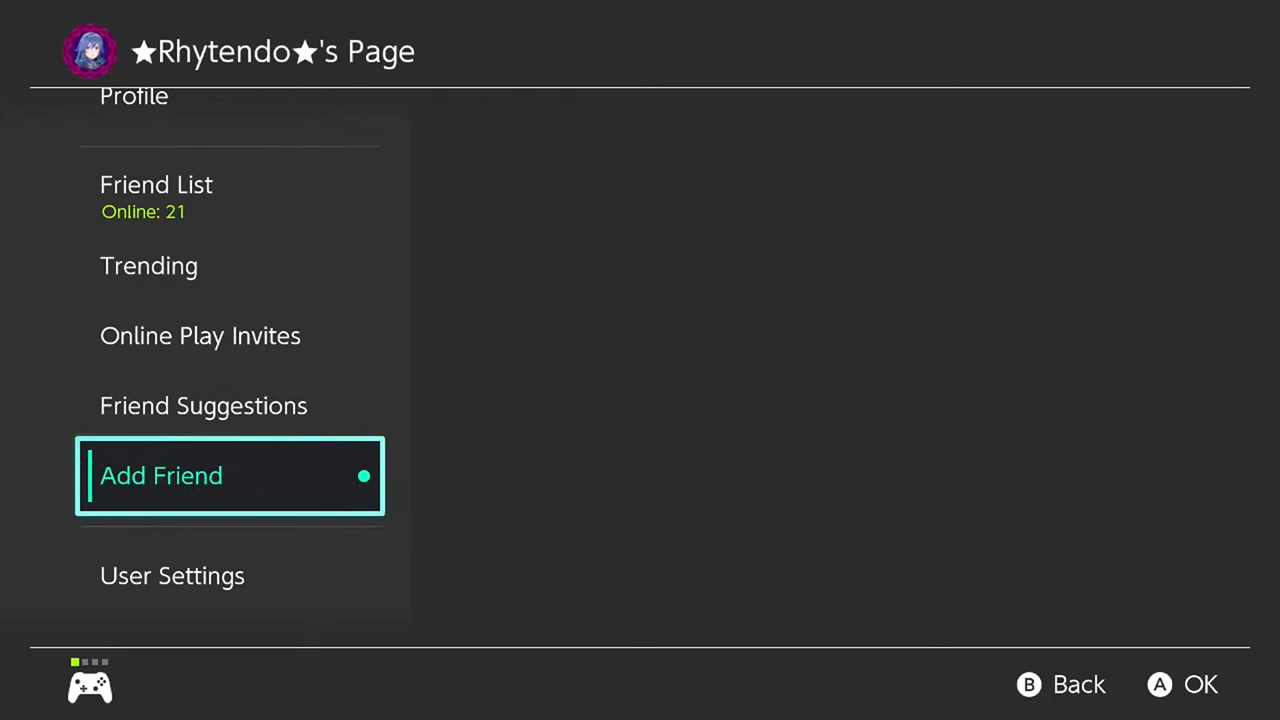 ★Rhytendo★'s Page
Profile
Friend List
Online: 21
Trending
Online Play Invites
Friend Suggestions
Add Friend
User Settings
B Back
A OK